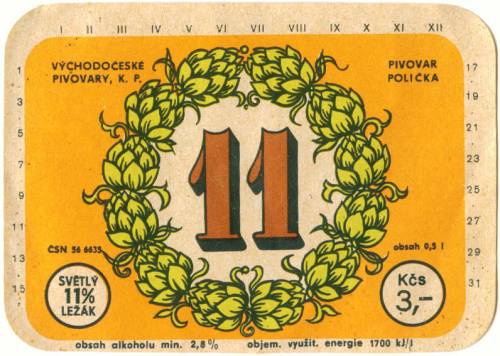 I II III IV V VI VII VIII IX X XI XII
VÝCHODOČESKÉ
PIVOVARY, K. P.
PIVOVAR
POLIČKA
1
3
5
7
9
11
13
15
17
19
21
23
25
27
29
31
11
ČSN 56 6635
obsah 0,5 l
SVĚTLÝ
11%
LEŽÁK
Kčs
3,-
obsah alkoholu min. 2,8% objem. využit. energie 1700 kJ/l